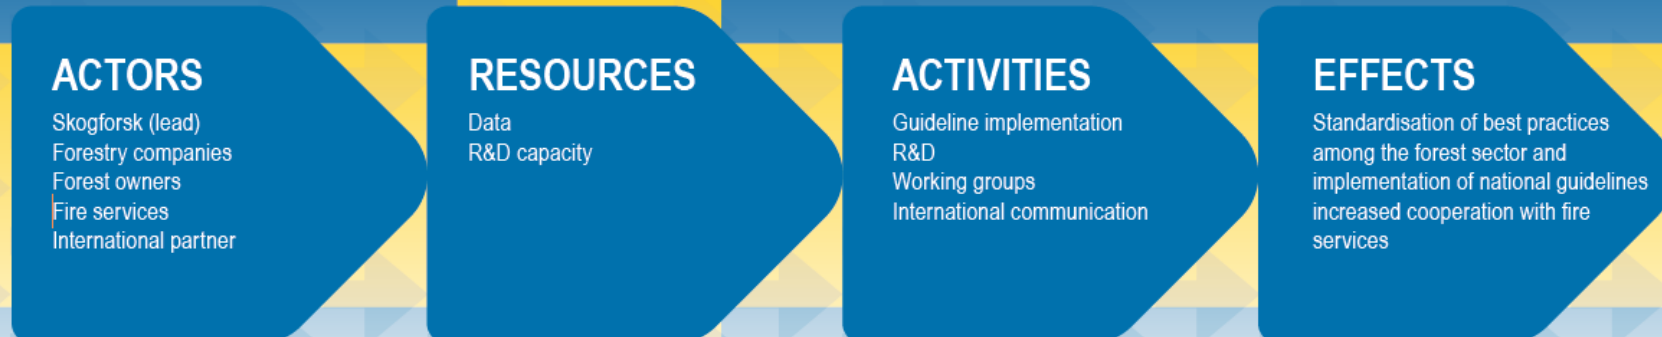 ACTORS
Skogforsk (lead)
Forestry companies
Forest owners
Fire services
International partner
RESOURCES
Data
R&D capacity
ACTIVITIES
Guideline implementation
R&D
Working groups
International communication
EFFECTS
Standardisation of best practices
among the forest sector and
implementation of national guidelines
increased cooperation with fire
services